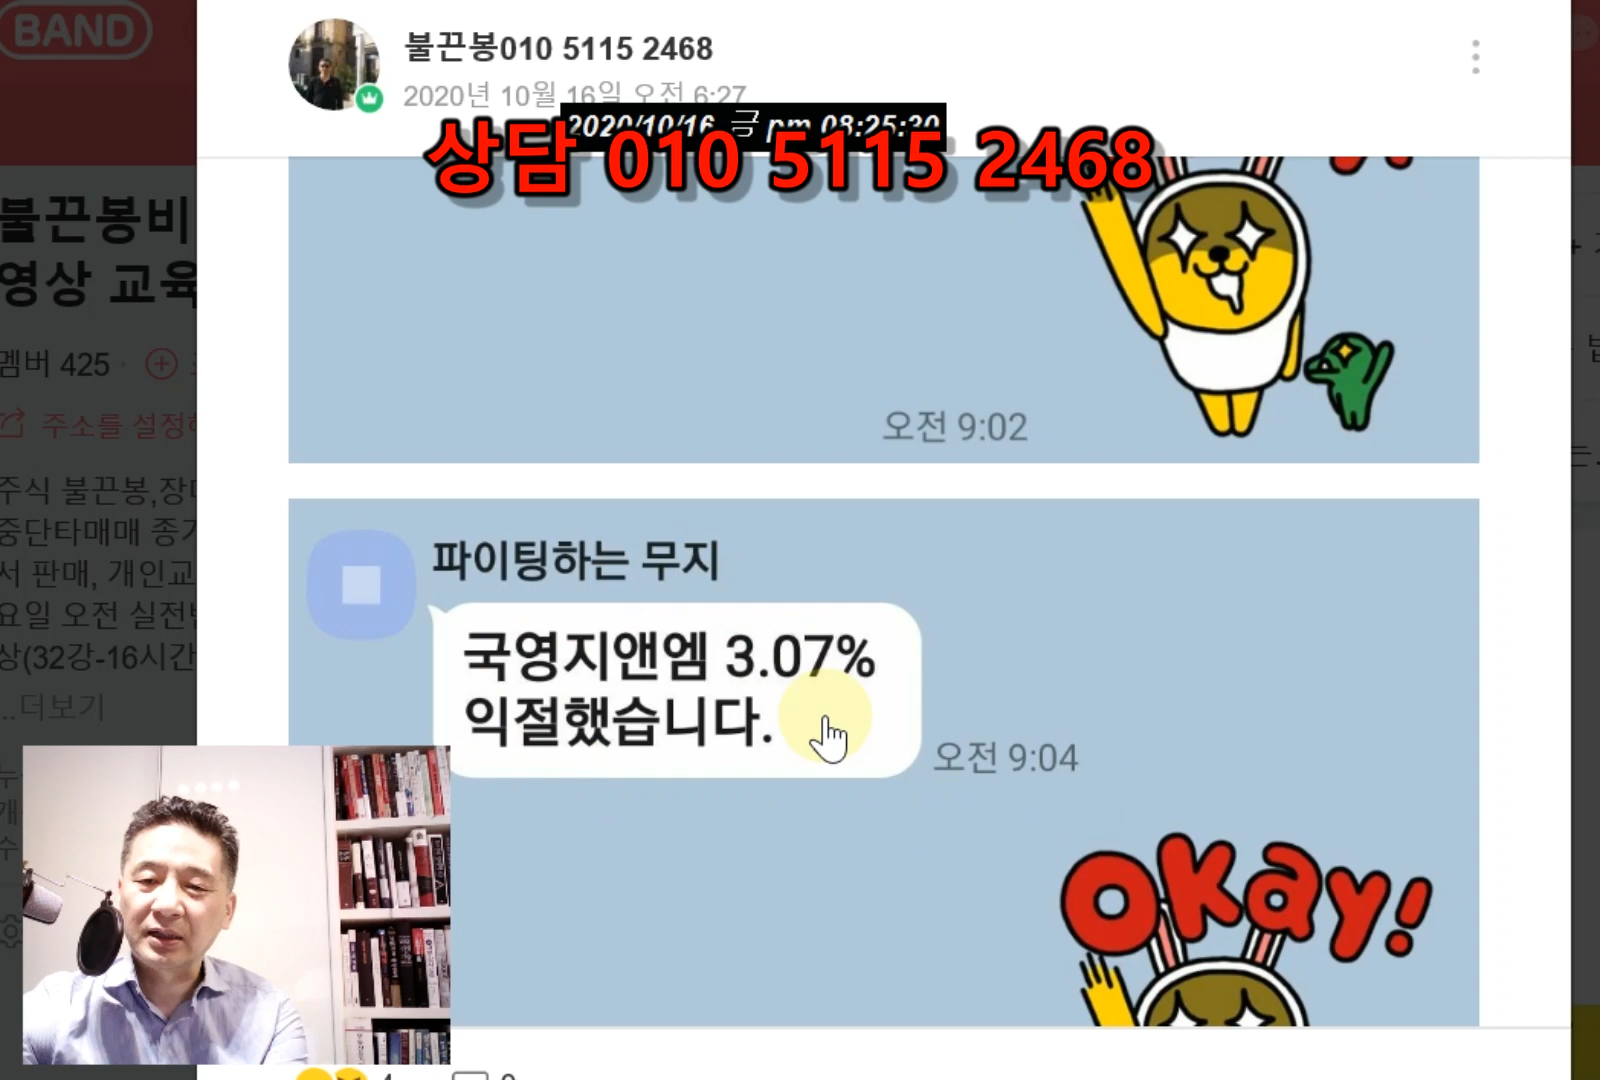 BAND
불끈봉010 5115 2468
2020년 10월 16일 오전 6:27
2020/10/16 금 pm 08:25:30
상담 010 5115 2468
불끈봉비
영상 교육
멤버 425
주소를 설정
주식 불끈봉,장
중단타매매 종
서 판매, 개인교
요일 오전 실전
상(32강-16시간
...더보기
오전 9:02
파이팅하는 무지
국영지앤엠 3.07%
익절했습니다.
오전 9:04
Okay!